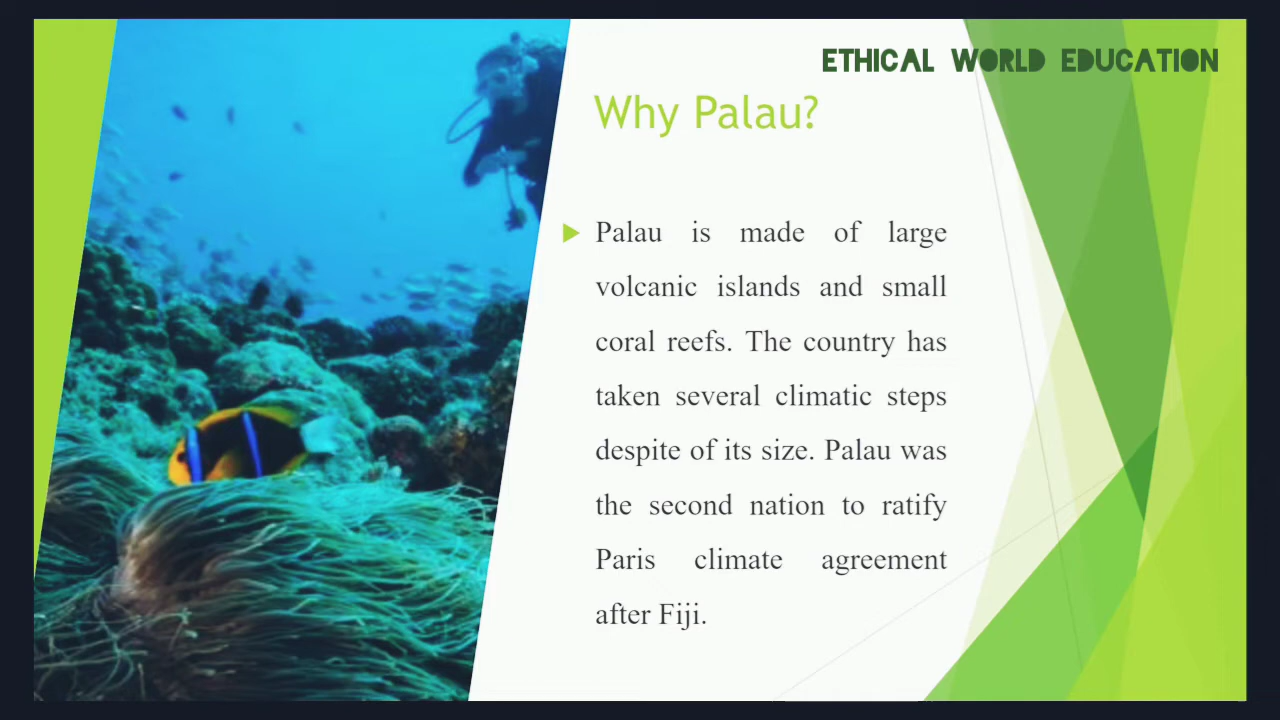 ETHICAL WORLD EDUCATION
Why Palau?
Palau is made of large
volcanic islands and small
coral reefs. The country has
taken several climatic steps
despite of its size. Palau was
the second nation to ratify
Paris climate agreement
after Fiji.